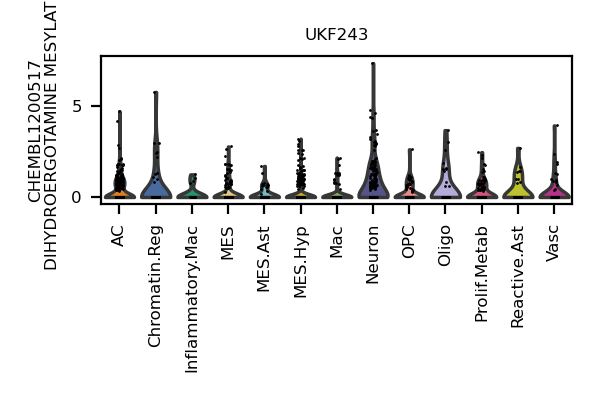 UKF243
CHEMBL1200517
DIHYDROERGOTAMINE MESYLAT
5
0
AC
Chromatin.Reg
Inflammatory.Mac
MES
MES.Ast
MES.Hyp
Mac
Neuron
OPC
Oligo
Prolif.Metab
Reactive.Ast
Vasc